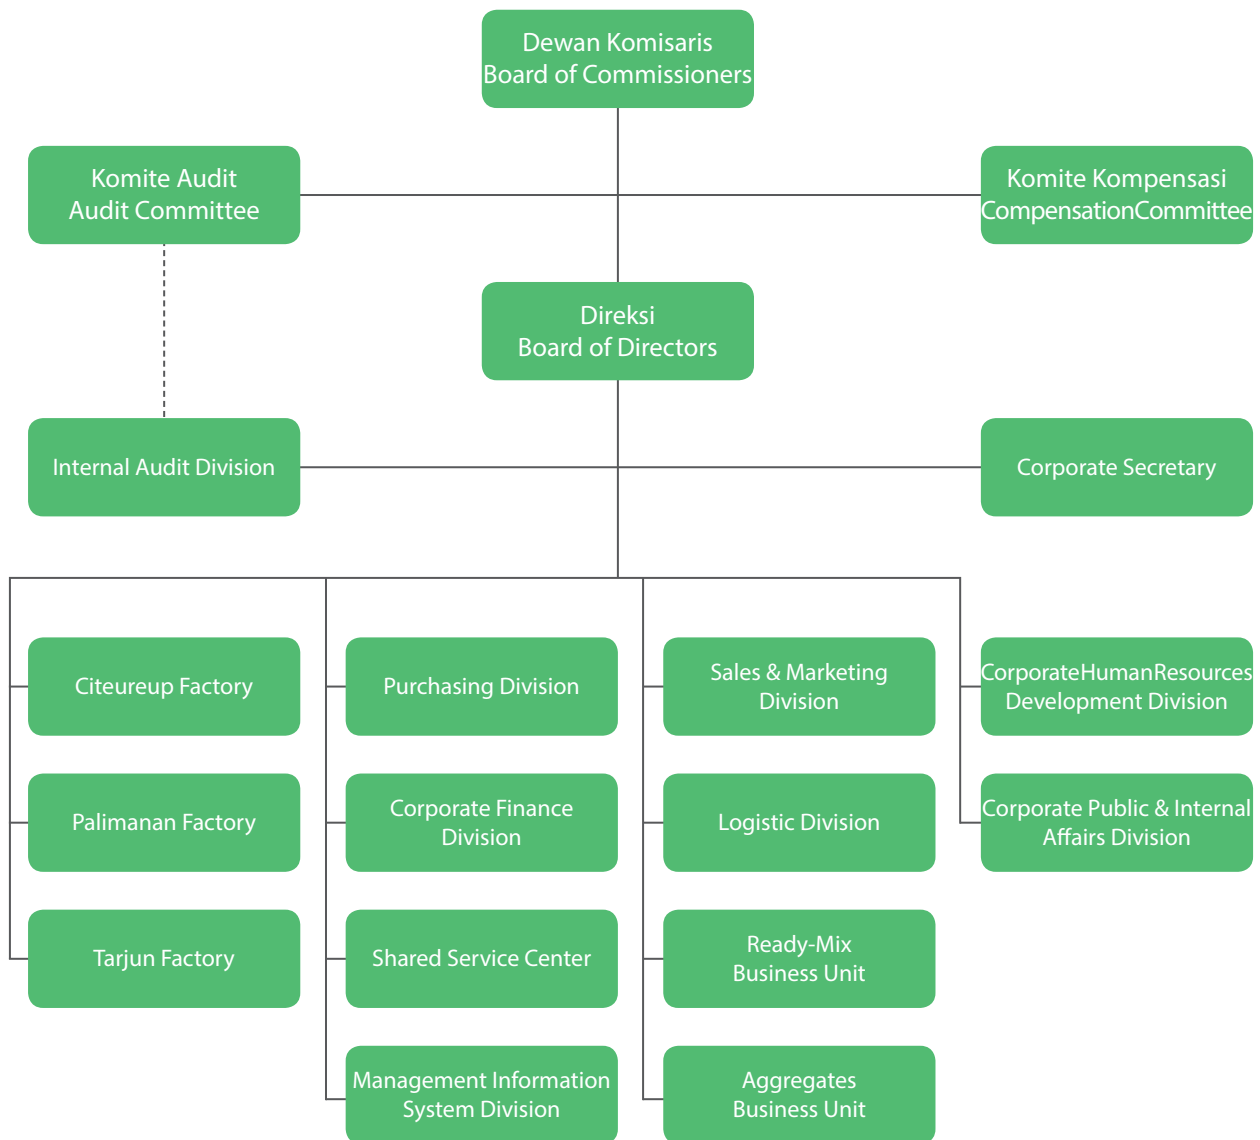 Dewan Komisaris
Board of Commissioners
Komite Audit
Audit Committee
Komite Kompensasi
CompensationCommittee
Direksi
Board of Directors
Internal Audit Division
Corporate Secretary
Citeureup Factory
Purchasing Division
Sales & Marketing
Division
CorporateHumanResources
Development Division
Palimanan Factory
Corporate Finance
Division
Logistic Division
Corporate Public & Internal
Affairs Division
Tarjun Factory
Shared Service Center
Ready-Mix
Business Unit
Management Information
System Division
Aggregates
Business Unit